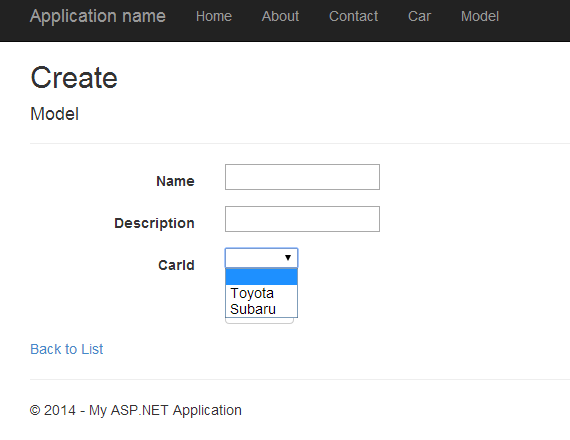 Application name Home About Contact Car Model
Create
Model
Name
Description
CarId
Toyota
Subaru
Back to List
© 2014 - My ASP.NET Application